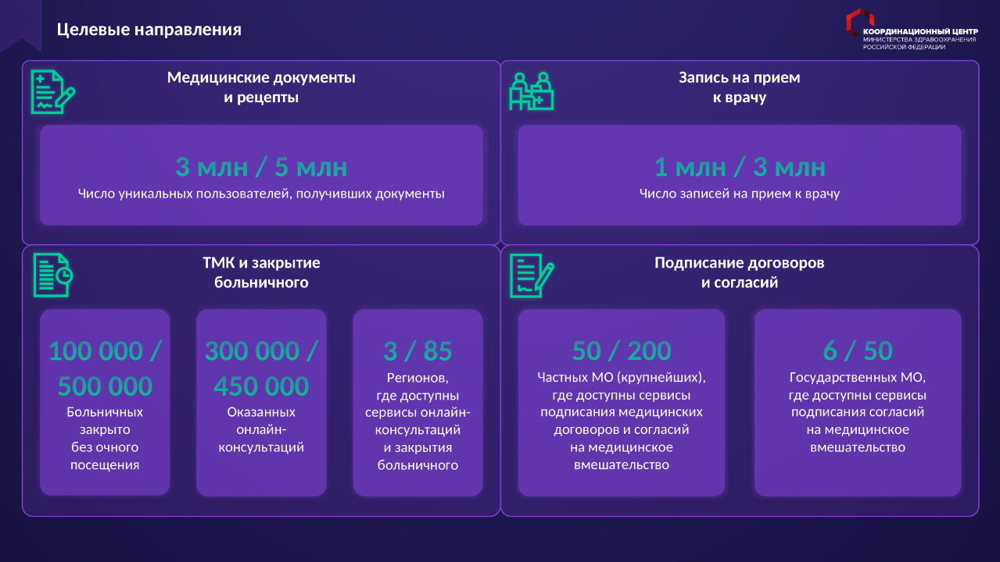 Целевые направления
КООРДИНАЦИОННЫЙ ЦЕНТР
МИНИСТЕРСТВА ЗДРАВООХРАНЕНИЯ
РОССИЙСКОЙ ФЕДЕРАЦИИ
Медицинские документы
и рецепты
3 млн / 5 млн
Число уникальных пользователей, получивших документы
Запись на прием
к врачу
1 млн / 3 млн
Число записей на прием к врачу
ТМК и закрытие
больничного
100 000 /
500 000
Больничных
закрыто
без очного
посещения
300 000 /
450 000
Оказанных
онлайн-
консультаций
3 / 85
Регионов,
где доступны
сервисы онлайн-
консультаций
и закрытия
больничного
Подписание договоров
и согласий
50 / 200
Частных МО (крупнейших),
где доступны сервисы
подписания медицинских
договоров и согласий
на медицинское
вмешательство
6 / 50
Государственных МО,
где доступны сервисы
подписания согласий
на медицинское
вмешательство